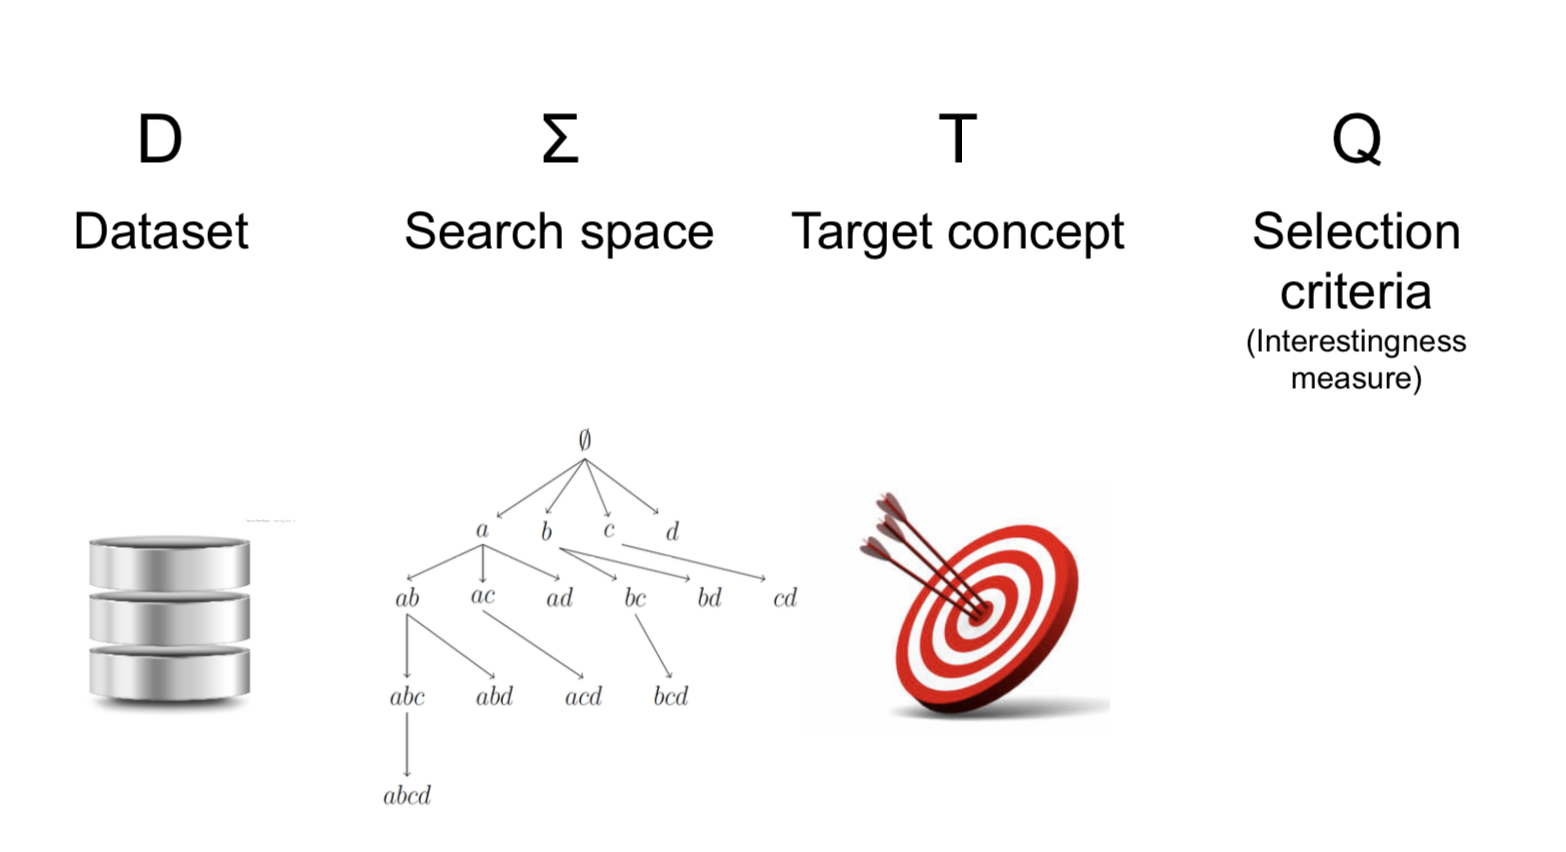 D
Σ
T
Q
Dataset
Search space
Target concept
Selection
criteria
(Interestingness
measure)
∅
a b c d
ab ac ad bc bd cd
abc abd acd bcd
abcd